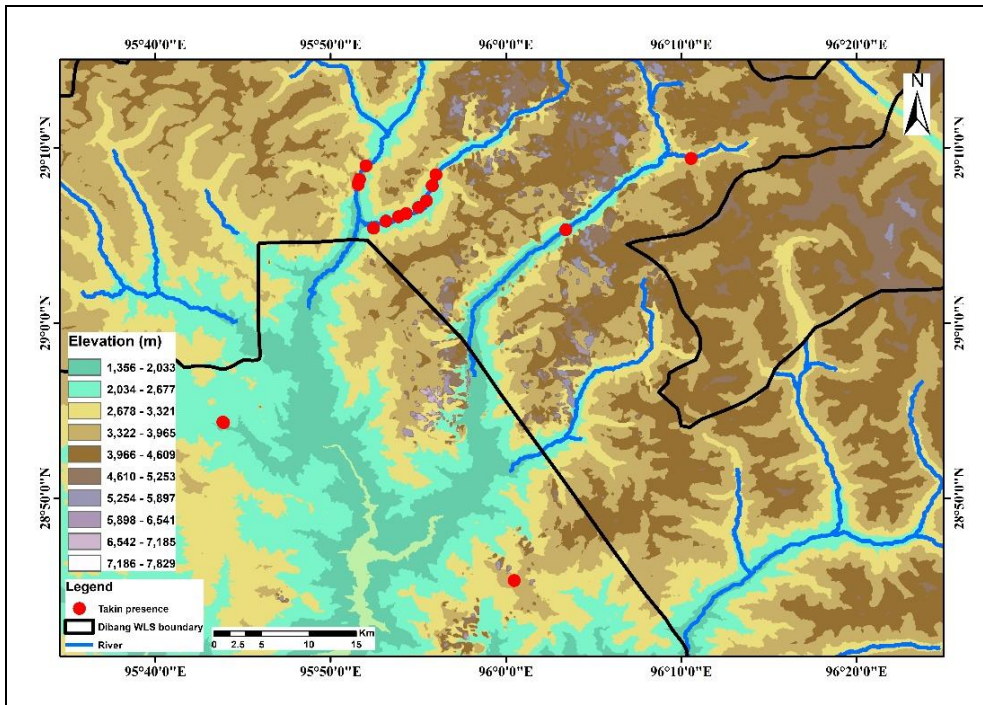 95°40'0"E 95°50'0"E 96°0'0"E 96°10'0"E 96°20'0"E
N
29°10'0"N 29°10'0"N
29°0'0"N 29°0'0"N
Elevation (m)
1,356 - 2,033
2,034 - 2,677
2,678 - 3,321
3,322 - 3,965
3,966 - 4,609
4,610 - 5,253
5,254 - 5,897
5,898 - 6,541
6,542 - 7,185
7,186 - 7,829
28°50'0"N 28°50'0"N
Legend
Takin presence
Dibang WLS boundary
River
Km
0 2.5 5 10 15
95°40'0"E 95°50'0"E 96°0'0"E 96°10'0"E 96°20'0"E